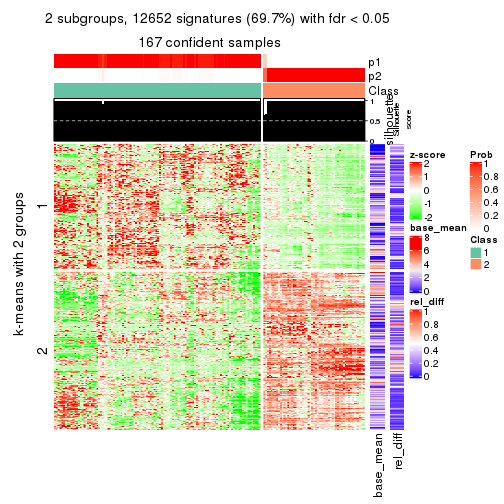 2 subgroups, 12652 signatures (69.7%) with fdr < 0.05
167 confident samples
p1
p2
Class
silhouette
Silhouette
score
1
0.5
0
k-means with 2 groups
1
2
base_mean
rel_diff
z-score
2
1
0
-1
-2
base_mean
8
6
4
2
0
rel_diff
1
0.8
0.6
0.4
0.2
0
Prob
1
0.8
0.6
0.4
0.2
0
Class
1
2